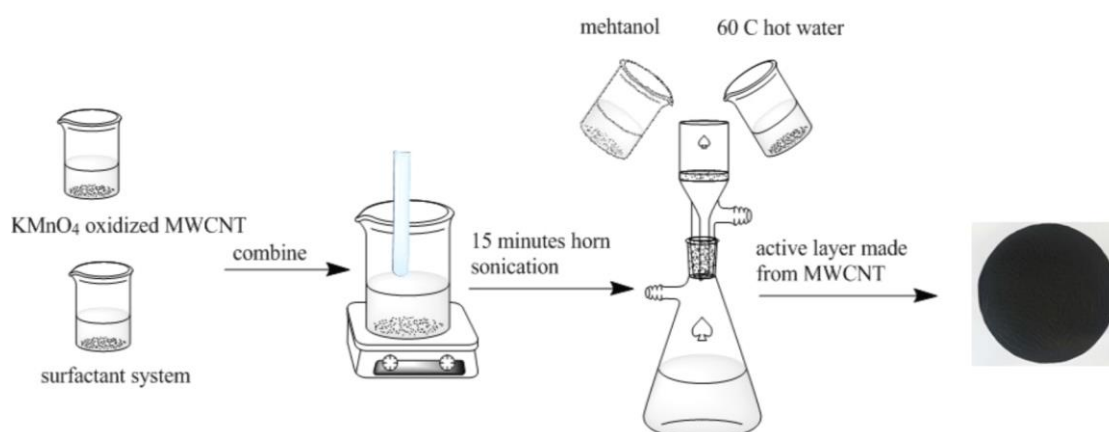 mehtanol
60 C hot water
KMnO₄ oxidized MWCNT
combine
15 minutes horn
sonication
active layer made
from MWCNT
surfactant system